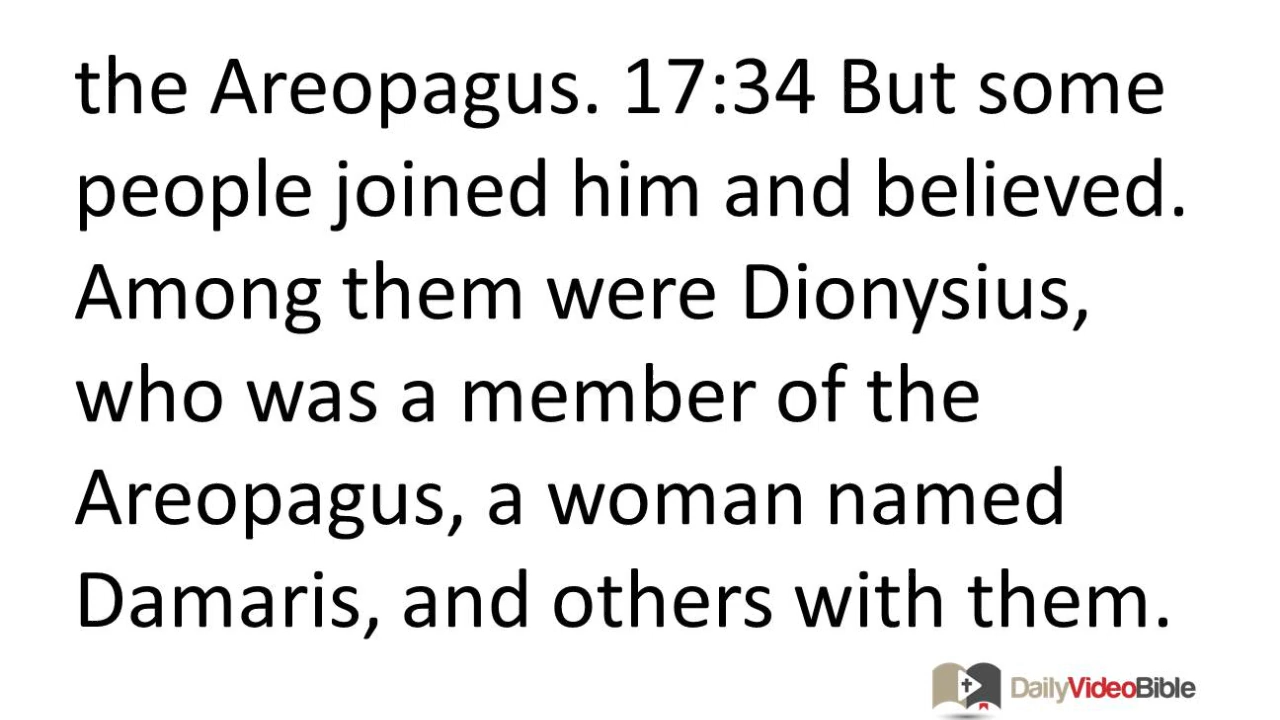 the Areopagus. 17:34 But some
people joined him and believed.
Among them were Dionysius,
who was a member of the
Areopagus, a woman named
Damaris, and others with them.
DailyVideoBible